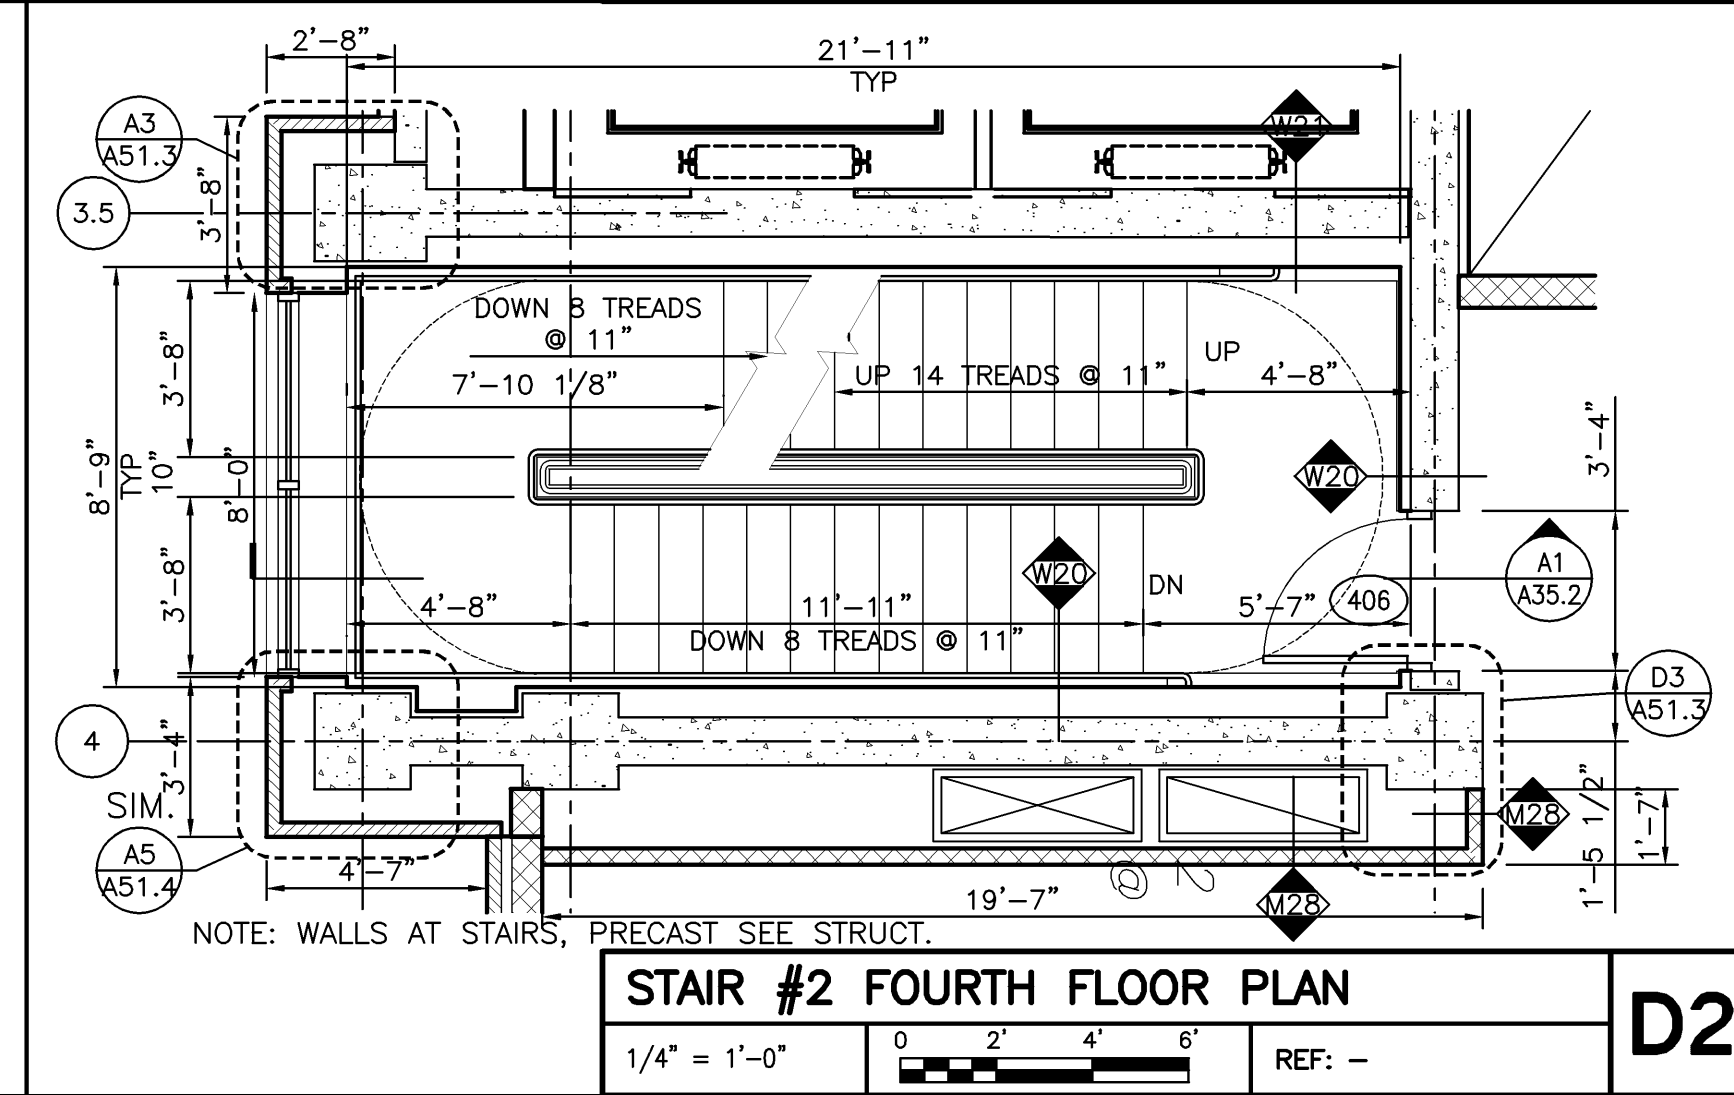 2'-8"
21'-11"
TYP
A3
A51.3
W21
3'-8"
3.5
DOWN 8 TREADS
@ 11"
UP
UP 14 TREADS @ 11"
4'-8"
7'-10 1/8"
3'-8"
8'-9"
TYP
10"
8'-0"
3'-4"
W20
A1
A35.2
W20
DN
3'-8"
4'-8"
11'-11"
5'-7"
406
DOWN 8 TREADS @ 11"
D3
A51.3
4
3'-4"
SIM.
A5
A51.4
4'-7"
M28
1'-5 1/2"
1'-7"
@
2
19'-7"
M28
NOTE: WALLS AT STAIRS, PRECAST SEE STRUCT.
STAIR #2 FOURTH FLOOR PLAN
D2
1/4" = 1'-0"
0 2' 4' 6'
REF: –